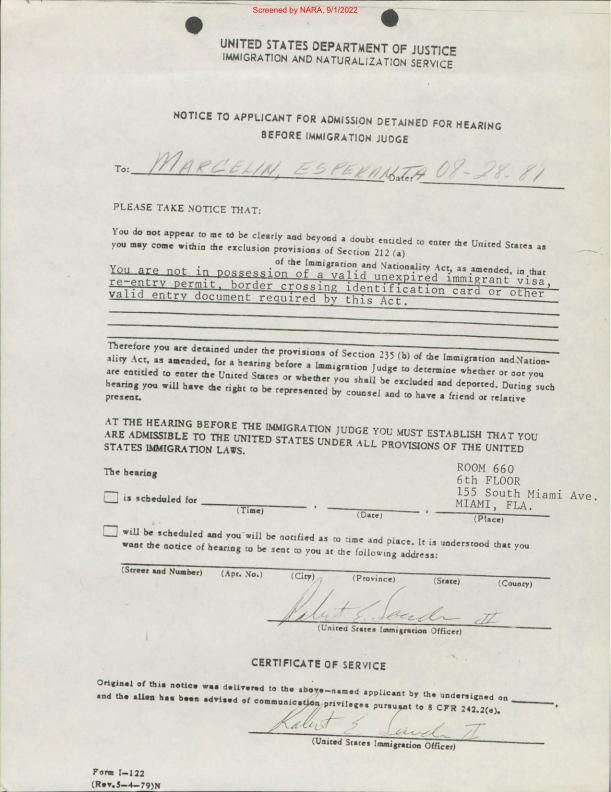 Screened by NARA, 9/1/2022
UNITED STATES DEPARTMENT OF JUSTICE
IMMIGRATION AND NATURALIZATION SERVICE
NOTICE TO APPLICANT FOR ADMISSION DETAINED FOR HEARING
BEFORE IMMIGRATION JUDGE
To: MARCELIN, ESPERANTA Date: 08-28-81
PLEASE TAKE NOTICE THAT:
You do not appear to me to be clearly and beyond a doubt entitled to enter the United States as
you may come within the exclusion provisions of Section 212 (a)
of the Immigration and Nationality Act, as amended, in that
You are not in possession of a valid unexpired immigrant visa,
re-entry permit, border crossing identification card or other
valid entry document required by this Act.
Therefore you are detained under the provisions of Section 235 (b) of the Immigration and Nation-
ality Act, as amended, for a hearing before a Immigration Judge to determine whether or not you
are entitled to enter the United States or whether you shall be excluded and deported. During such
hearing you will have the right to be represented by counsel and to have a friend or relative
present.
AT THE HEARING BEFORE THE IMMIGRATION JUDGE YOU MUST ESTABLISH THAT YOU
ARE ADMISSIBLE TO THE UNITED STATES UNDER ALL PROVISIONS OF THE UNITED
STATES IMMIGRATION LAWS.
The hearing
ROOM 660
6th FLOOR
155 South Miami Ave.
MIAMI, FLA.
is scheduled for
(Time) (Date) (Place)
will be scheduled and you will be notified as to time and place. It is understood that you
want the notice of hearing to be sent to you at the following address:
(Street and Number) (Apt. No.) (City) (Province) (State) (County)
Robert E. II
(United States Immigration Officer)
CERTIFICATE OF SERVICE
Original of this notice was delivered to the above-named applicant by the undersigned on
and the alien has been advised of communication privileges pursuant to 8 CFR 242.2(e).
Robert E II
(United States Immigration Officer)
Form I-122
(Rev.5-4-79)N